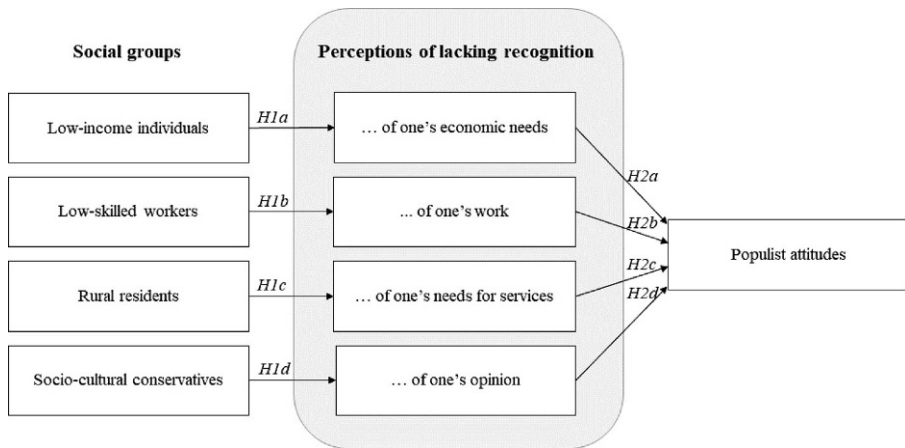 Social groups
Perceptions of lacking recognition
Low-income individuals
H1a
… of one’s economic needs
H2a
Low-skilled workers
H1b
... of one’s work
H2b
Populist attitudes
Rural residents
H1c
… of one’s needs for services
H2c
H2d
Socio-cultural conservatives
H1d
… of one’s opinion